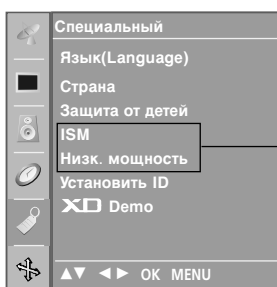 Специальный
Язык(Language)
Страна
Защита от детей
ISM
Низк. мощность
Установить ID
XD Demo
▲▼ ◄► OK MENU